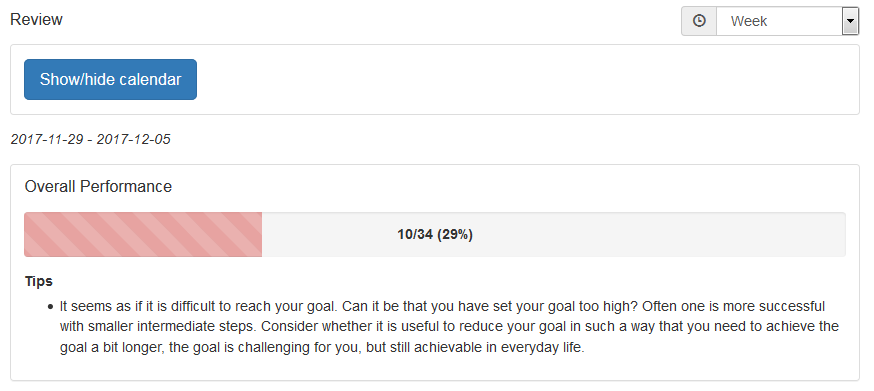 Review
Week
Show/hide calendar
2017-11-29 - 2017-12-05
Overall Performance
10/34 (29%)
Tips
• It seems as if it is difficult to reach your goal. Can it be that you have set your goal too high? Often one is more successful
with smaller intermediate steps. Consider whether it is useful to reduce your goal in such a way that you need to achieve the
goal a bit longer, the goal is challenging for you, but still achievable in everyday life.